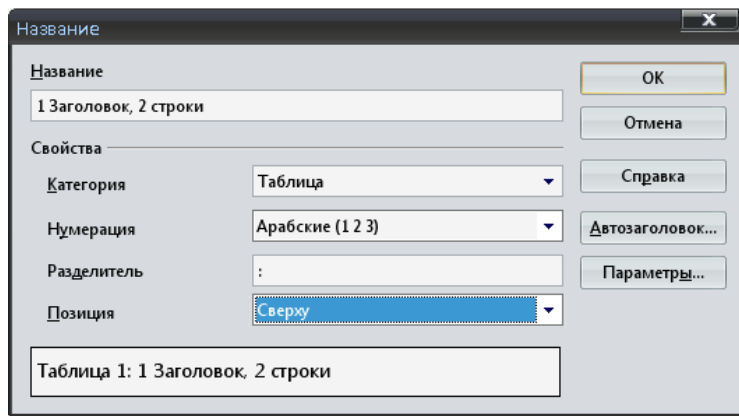 Название
X
Название
1 Заголовок, 2 строки
Свойства
Категория
Таблица
Нумерация
Арабские (1 2 3)
Разделитель
:
Позиция
Сверху
Таблица 1: 1 Заголовок, 2 строки
ОК
Отмена
Справка
Автозаголовок...
Параметры...